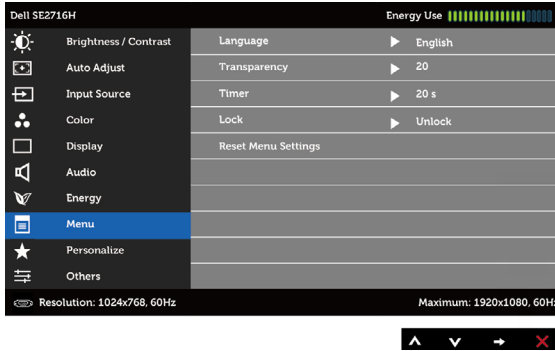 Dell SE2716H Energy Use
Brightness / Contrast Language English
Auto Adjust Transparency 20
Input Source Timer 20 s
Color Lock Unlock
Display Reset Menu Settings
Audio
Energy
Menu
Personalize
Others
Resolution: 1024x768, 60Hz Maximum: 1920x1080, 60Hz